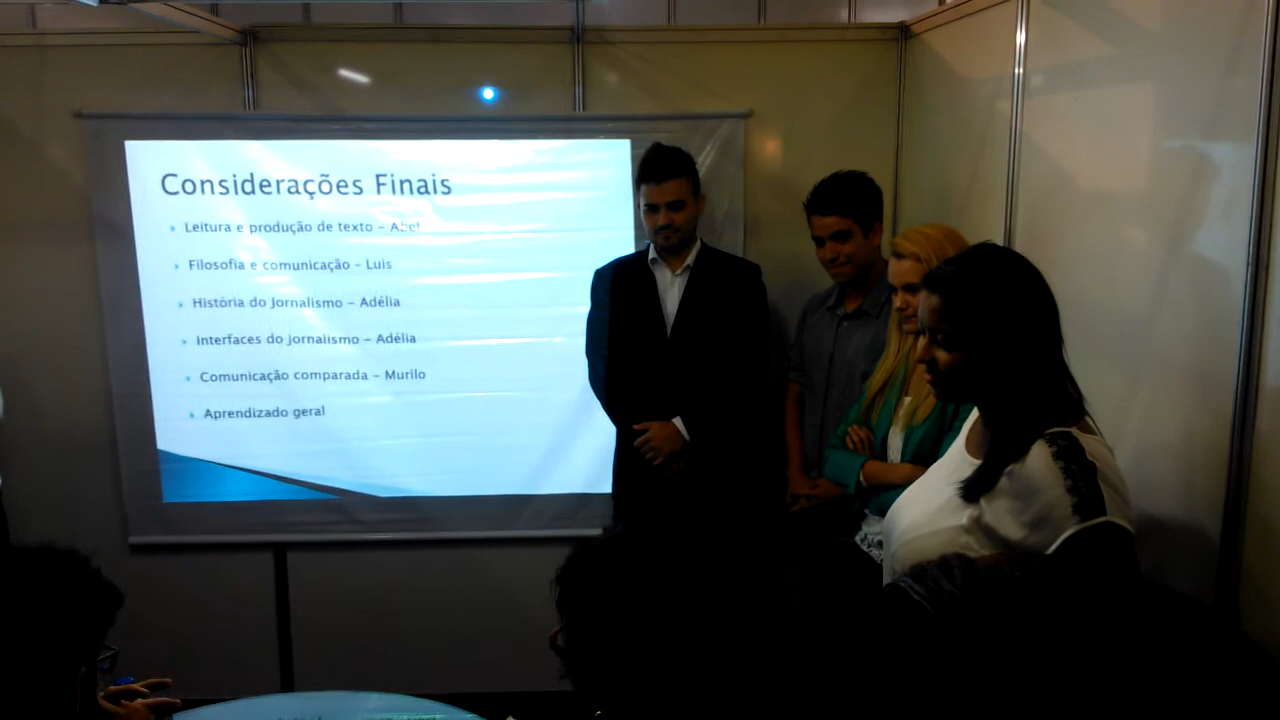 Considerações Finais
Leitura e produção de texto – Abel
Filosofia e comunicação – Luis
História do Jornalismo – Adélia
Interfaces do jornalismo – Adélia
Comunicação comparada – Murilo
Aprendizado geral